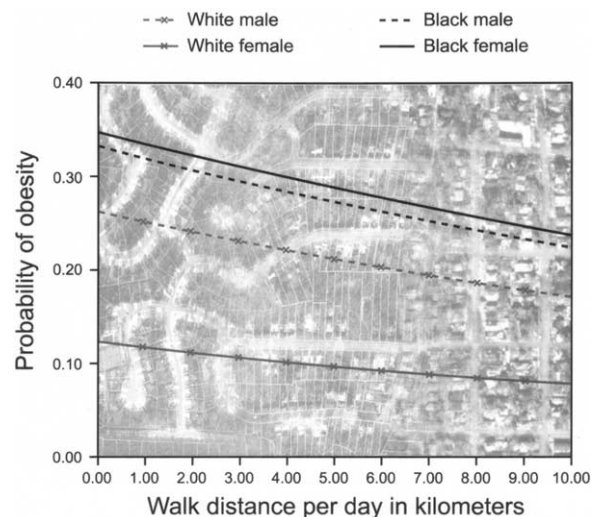 White male
Black male
White female
Black female
0.40
0.30
0.20
0.10
0.00
Probability of obesity
0.00 1.00 2.00 3.00 4.00 5.00 6.00 7.00 8.00 9.00 10.00
Walk distance per day in kilometers